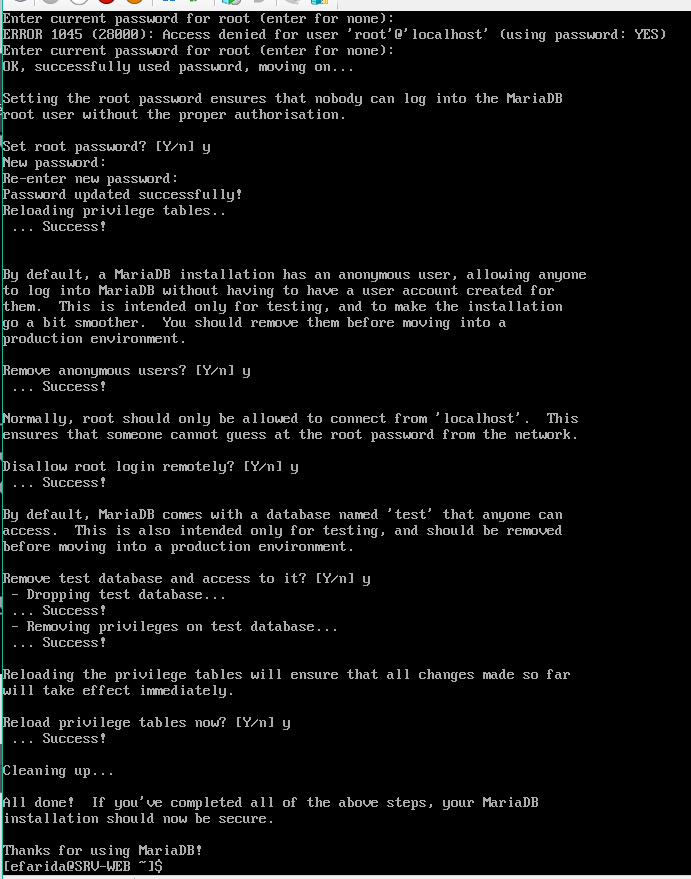 Enter current password for root (enter for none):
ERROR 1045 (28000): Access denied for user 'root'@'localhost' (using password: YES)
Enter current password for root (enter for none):
OK, successfully used password, moving on...
Setting the root password ensures that nobody can log into the MariaDB
root user without the proper authorisation.
Set root password? [Y/n] y
New password:
Re-enter new password:
Password updated successfully!
Reloading privilege tables..
... Success!
By default, a MariaDB installation has an anonymous user, allowing anyone
to log into MariaDB without having to have a user account created for
them.  This is intended only for testing, and to make the installation
go a bit smoother.  You should remove them before moving into a
production environment.
Remove anonymous users? [Y/n] y
... Success!
Normally, root should only be allowed to connect from 'localhost'.  This
ensures that someone cannot guess at the root password from the network.
Disallow root login remotely? [Y/n] y
... Success!
By default, MariaDB comes with a database named 'test' that anyone can
access.  This is also intended only for testing, and should be removed
before moving into a production environment.
Remove test database and access to it? [Y/n] y
- Dropping test database...
... Success!
- Removing privileges on test database...
... Success!
Reloading the privilege tables will ensure that all changes made so far
will take effect immediately.
Reload privilege tables now? [Y/n] y
... Success!
Cleaning up...
All done!  If you've completed all of the above steps, your MariaDB
installation should now be secure.
Thanks for using MariaDB!
[efarida@SRV-WEB ~]$